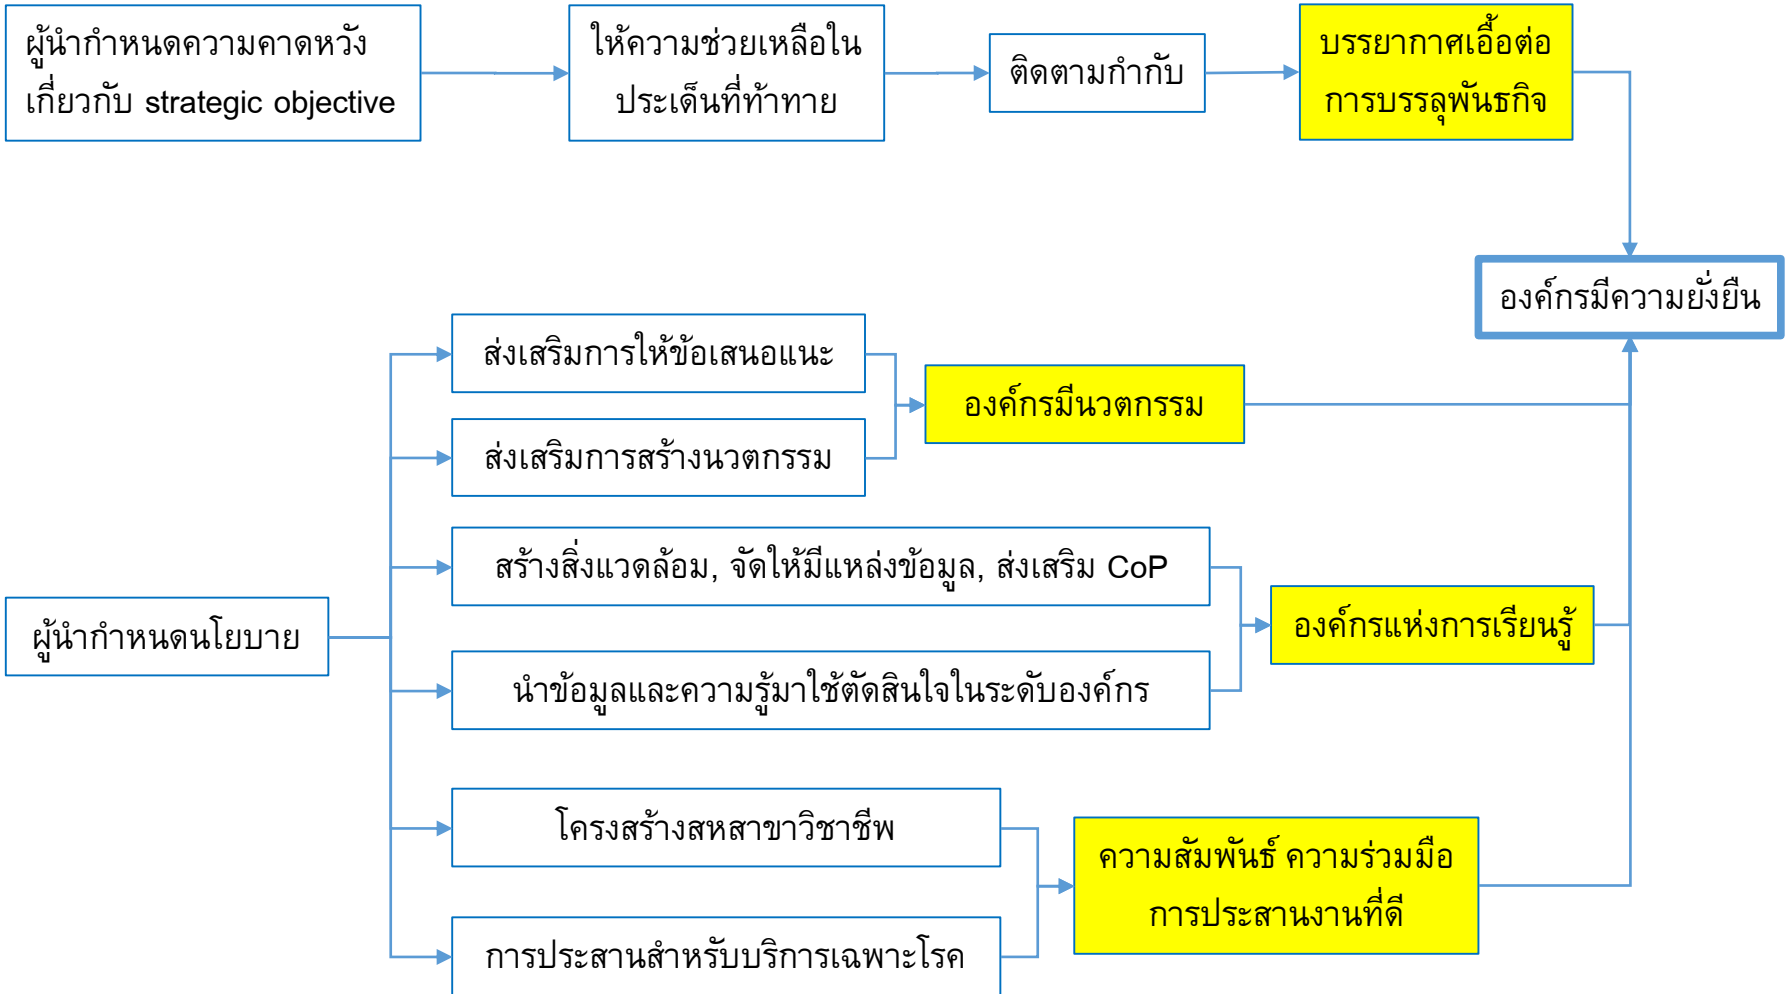 ผู้นำกำหนดความคาดหวัง
เกี่ยวกับ strategic objective
ให้ความช่วยเหลือใน
ประเด็นที่ท้าทาย
ติดตามกำกับ
บรรยากาศเอื้อต่อ
การบรรลุพันธกิจ
องค์กรมีความยั่งยืน
ส่งเสริมการให้ข้อเสนอแนะ
องค์กรมีนวตกรรม
ส่งเสริมการสร้างนวตกรรม
สร้างสิ่งแวดล้อม, จัดให้มีแหล่งข้อมูล, ส่งเสริม CoP
องค์กรแห่งการเรียนรู้
ผู้นำกำหนดนโยบาย
นำข้อมูลและความรู้มาใช้ตัดสินใจในระดับองค์กร
โครงสร้างสหสาขาวิชาชีพ
ความสัมพันธ์ ความร่วมมือ
การประสานงานที่ดี
การประสานสำหรับบริการเฉพาะโรค